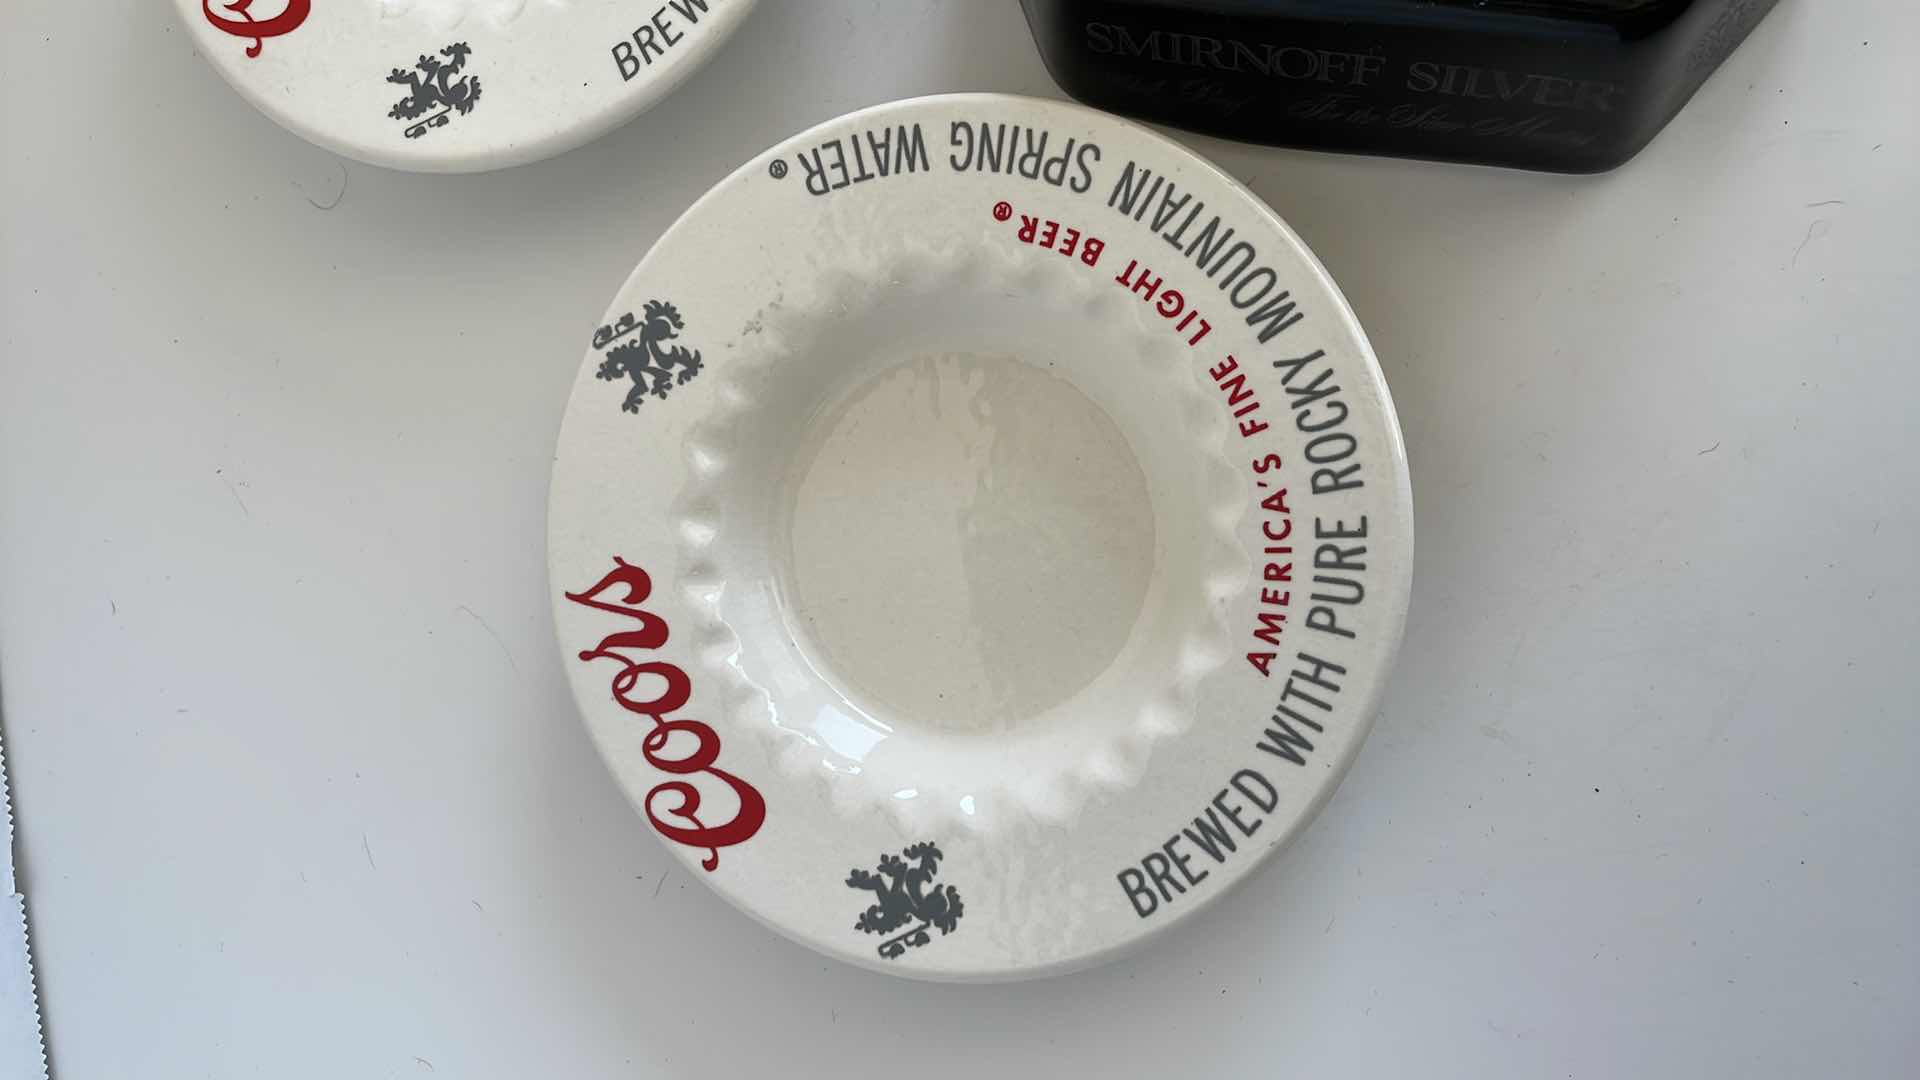 BREW
SMIRNOFF SILVER
Coors
BREWED WITH PURE ROCKY MOUNTAIN SPRING WATER®
AMERICA'S FINE LIGHT BEER®